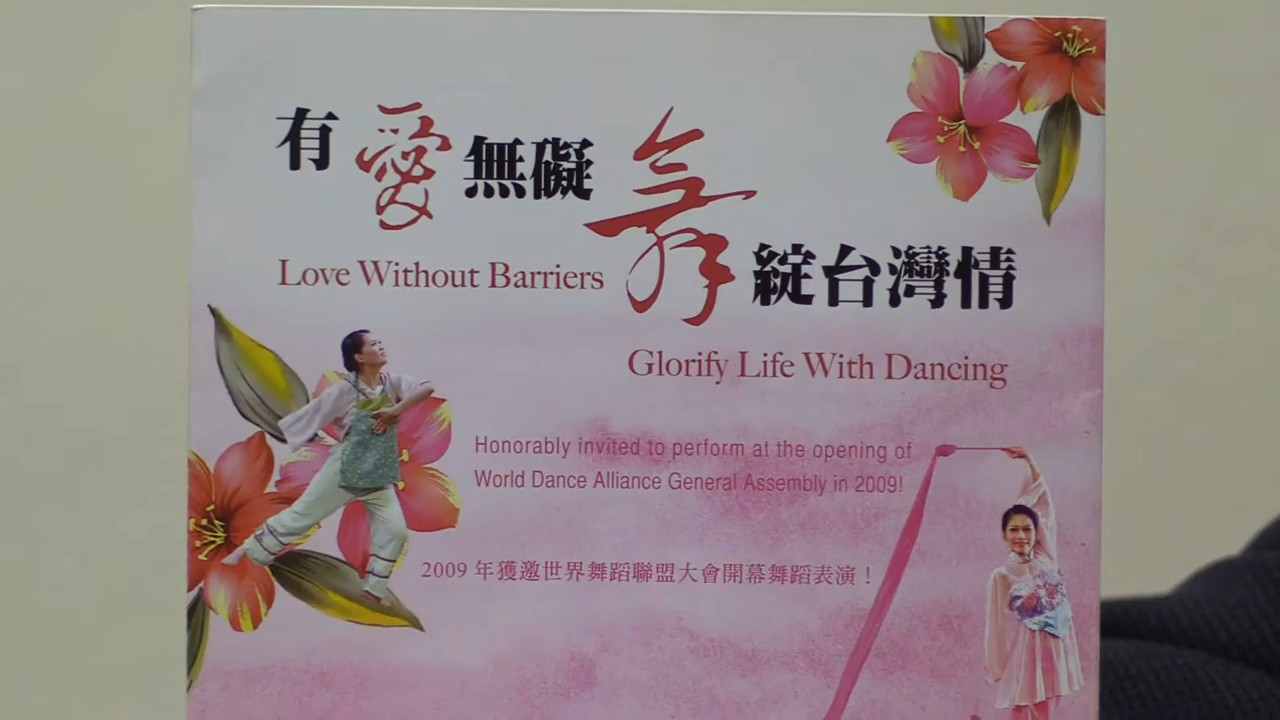 有愛無礙
Love Without Barriers
舞綻台灣情
Glorify Life With Dancing
Honorably invited to perform at the opening of
World Dance Alliance General Assembly in 2009!
2009 年獲邀世界舞蹈聯盟大會開幕舞蹈表演！